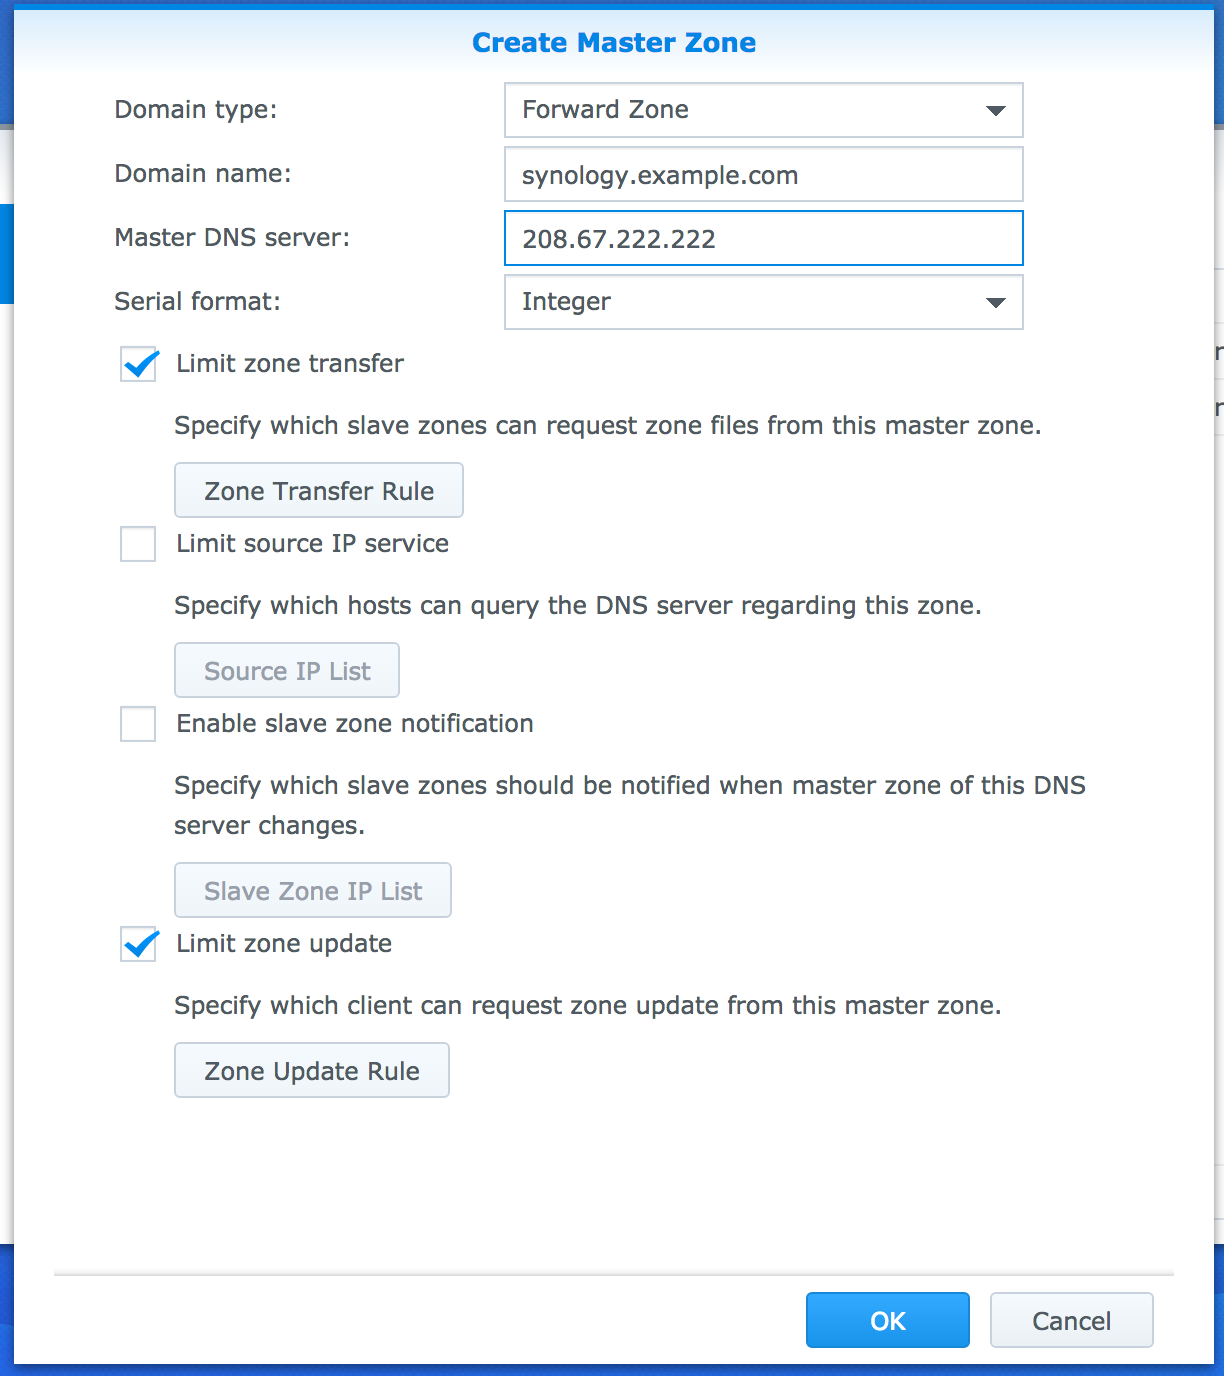 Create Master Zone
Domain type:
Forward Zone
Domain name:
synology.example.com
Master DNS server:
208.67.222.222
Serial format:
Integer
Limit zone transfer
Specify which slave zones can request zone files from this master zone.
Zone Transfer Rule
Limit source IP service
Specify which hosts can query the DNS server regarding this zone.
Source IP List
Enable slave zone notification
Specify which slave zones should be notified when master zone of this DNS
server changes.
Slave Zone IP List
Limit zone update
Specify which client can request zone update from this master zone.
Zone Update Rule
OK
Cancel